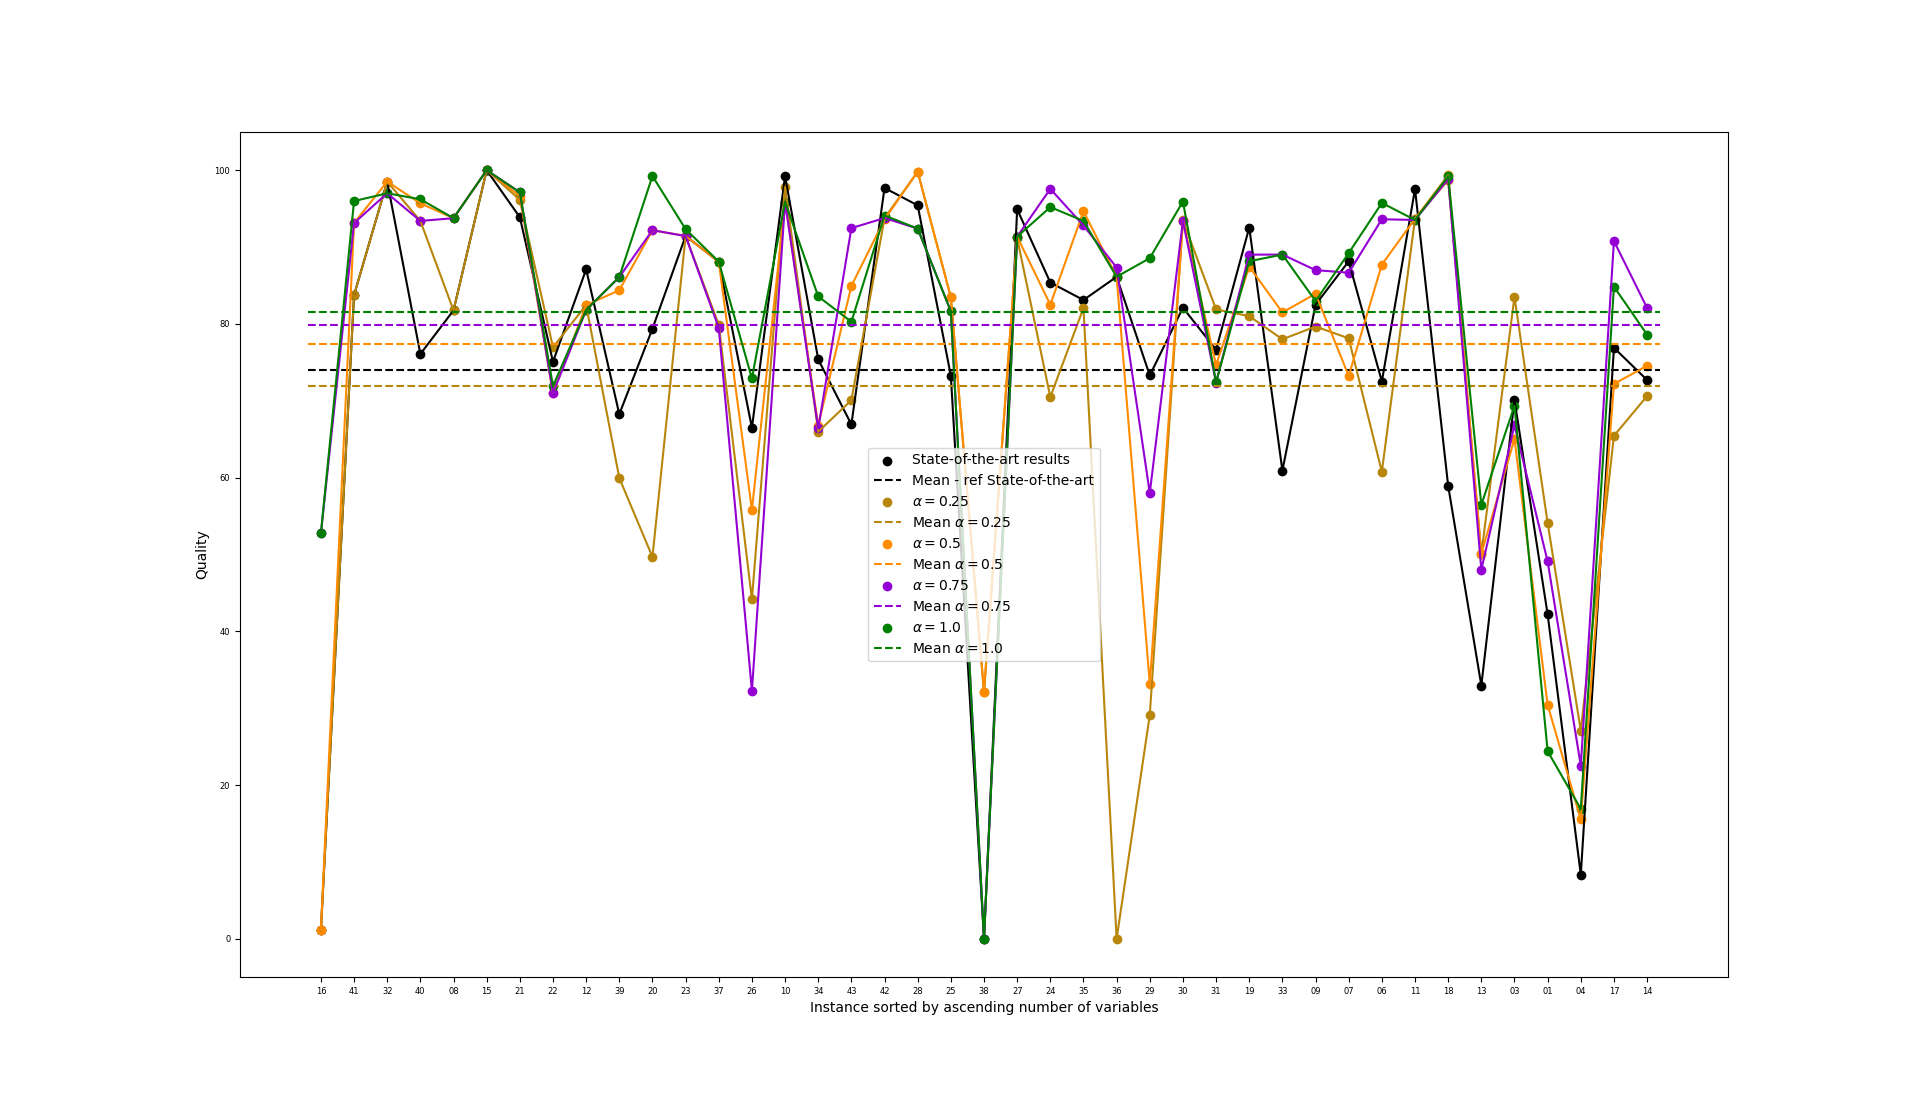 100
80
60
40
20
0
Quality
State-of-the-art results
Mean - ref State-of-the-art
α = 0.25
Mean α = 0.25
α = 0.5
Mean α = 0.5
α = 0.75
Mean α = 0.75
α = 1.0
Mean α = 1.0
16 41 32 40 08 15 21 22 12 39 20 23 37 26 10 34 43 42 28 25 38 27 24 35 36 29 30 31 19 33 09 07 06 11 18 13 03 01 04 17 14
Instance sorted by ascending number of variables